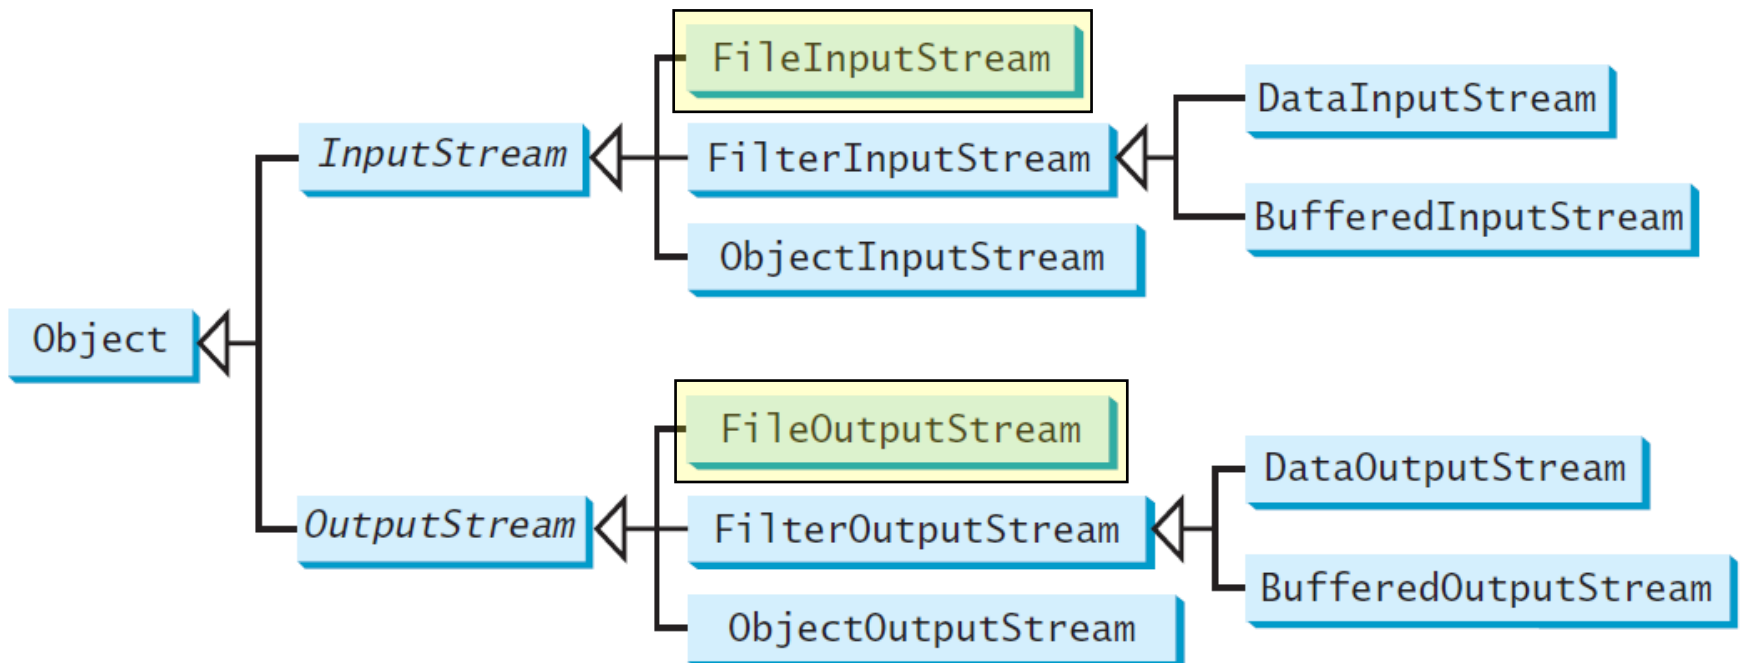 FileInputStream
DataInputStream
InputStream
FilterInputStream
BufferedInputStream
ObjectInputStream
Object
FileOutputStream
DataOutputStream
OutputStream
FilterOutputStream
BufferedOutputStream
ObjectOutputStream